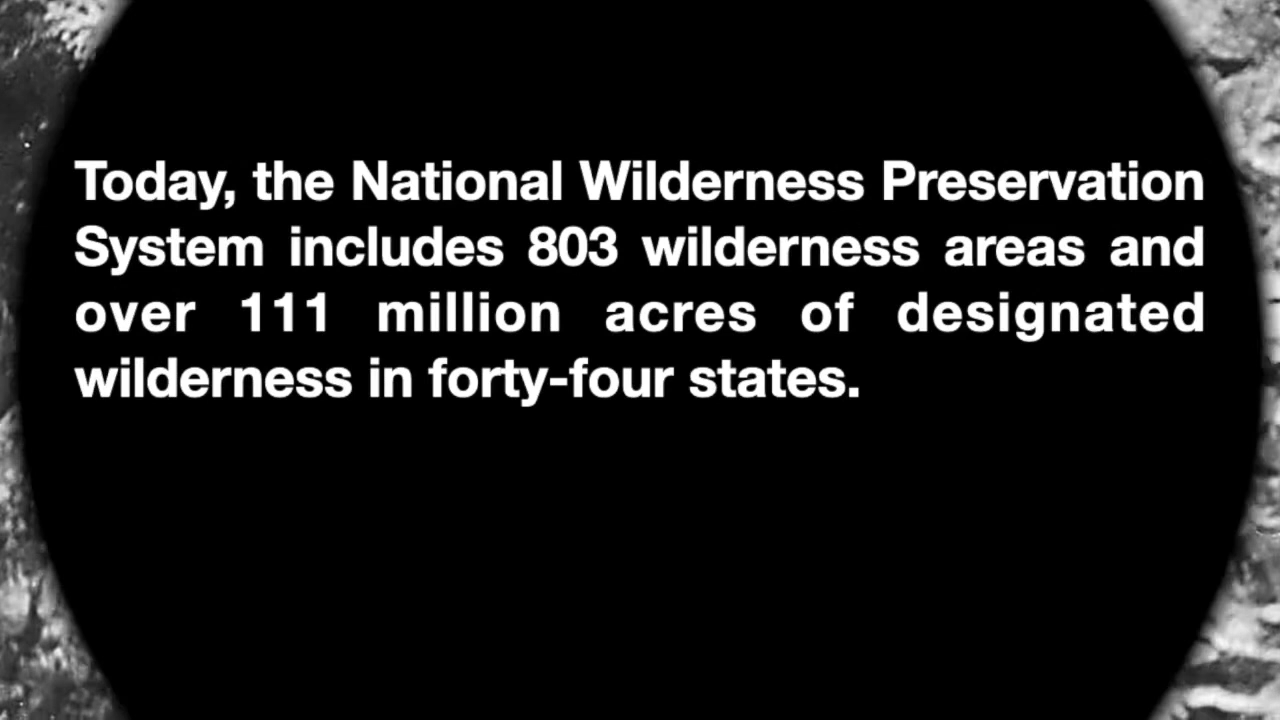 Today, the National Wilderness Preservation
System includes 803 wilderness areas and
over 111 million acres of designated
wilderness in forty-four states.